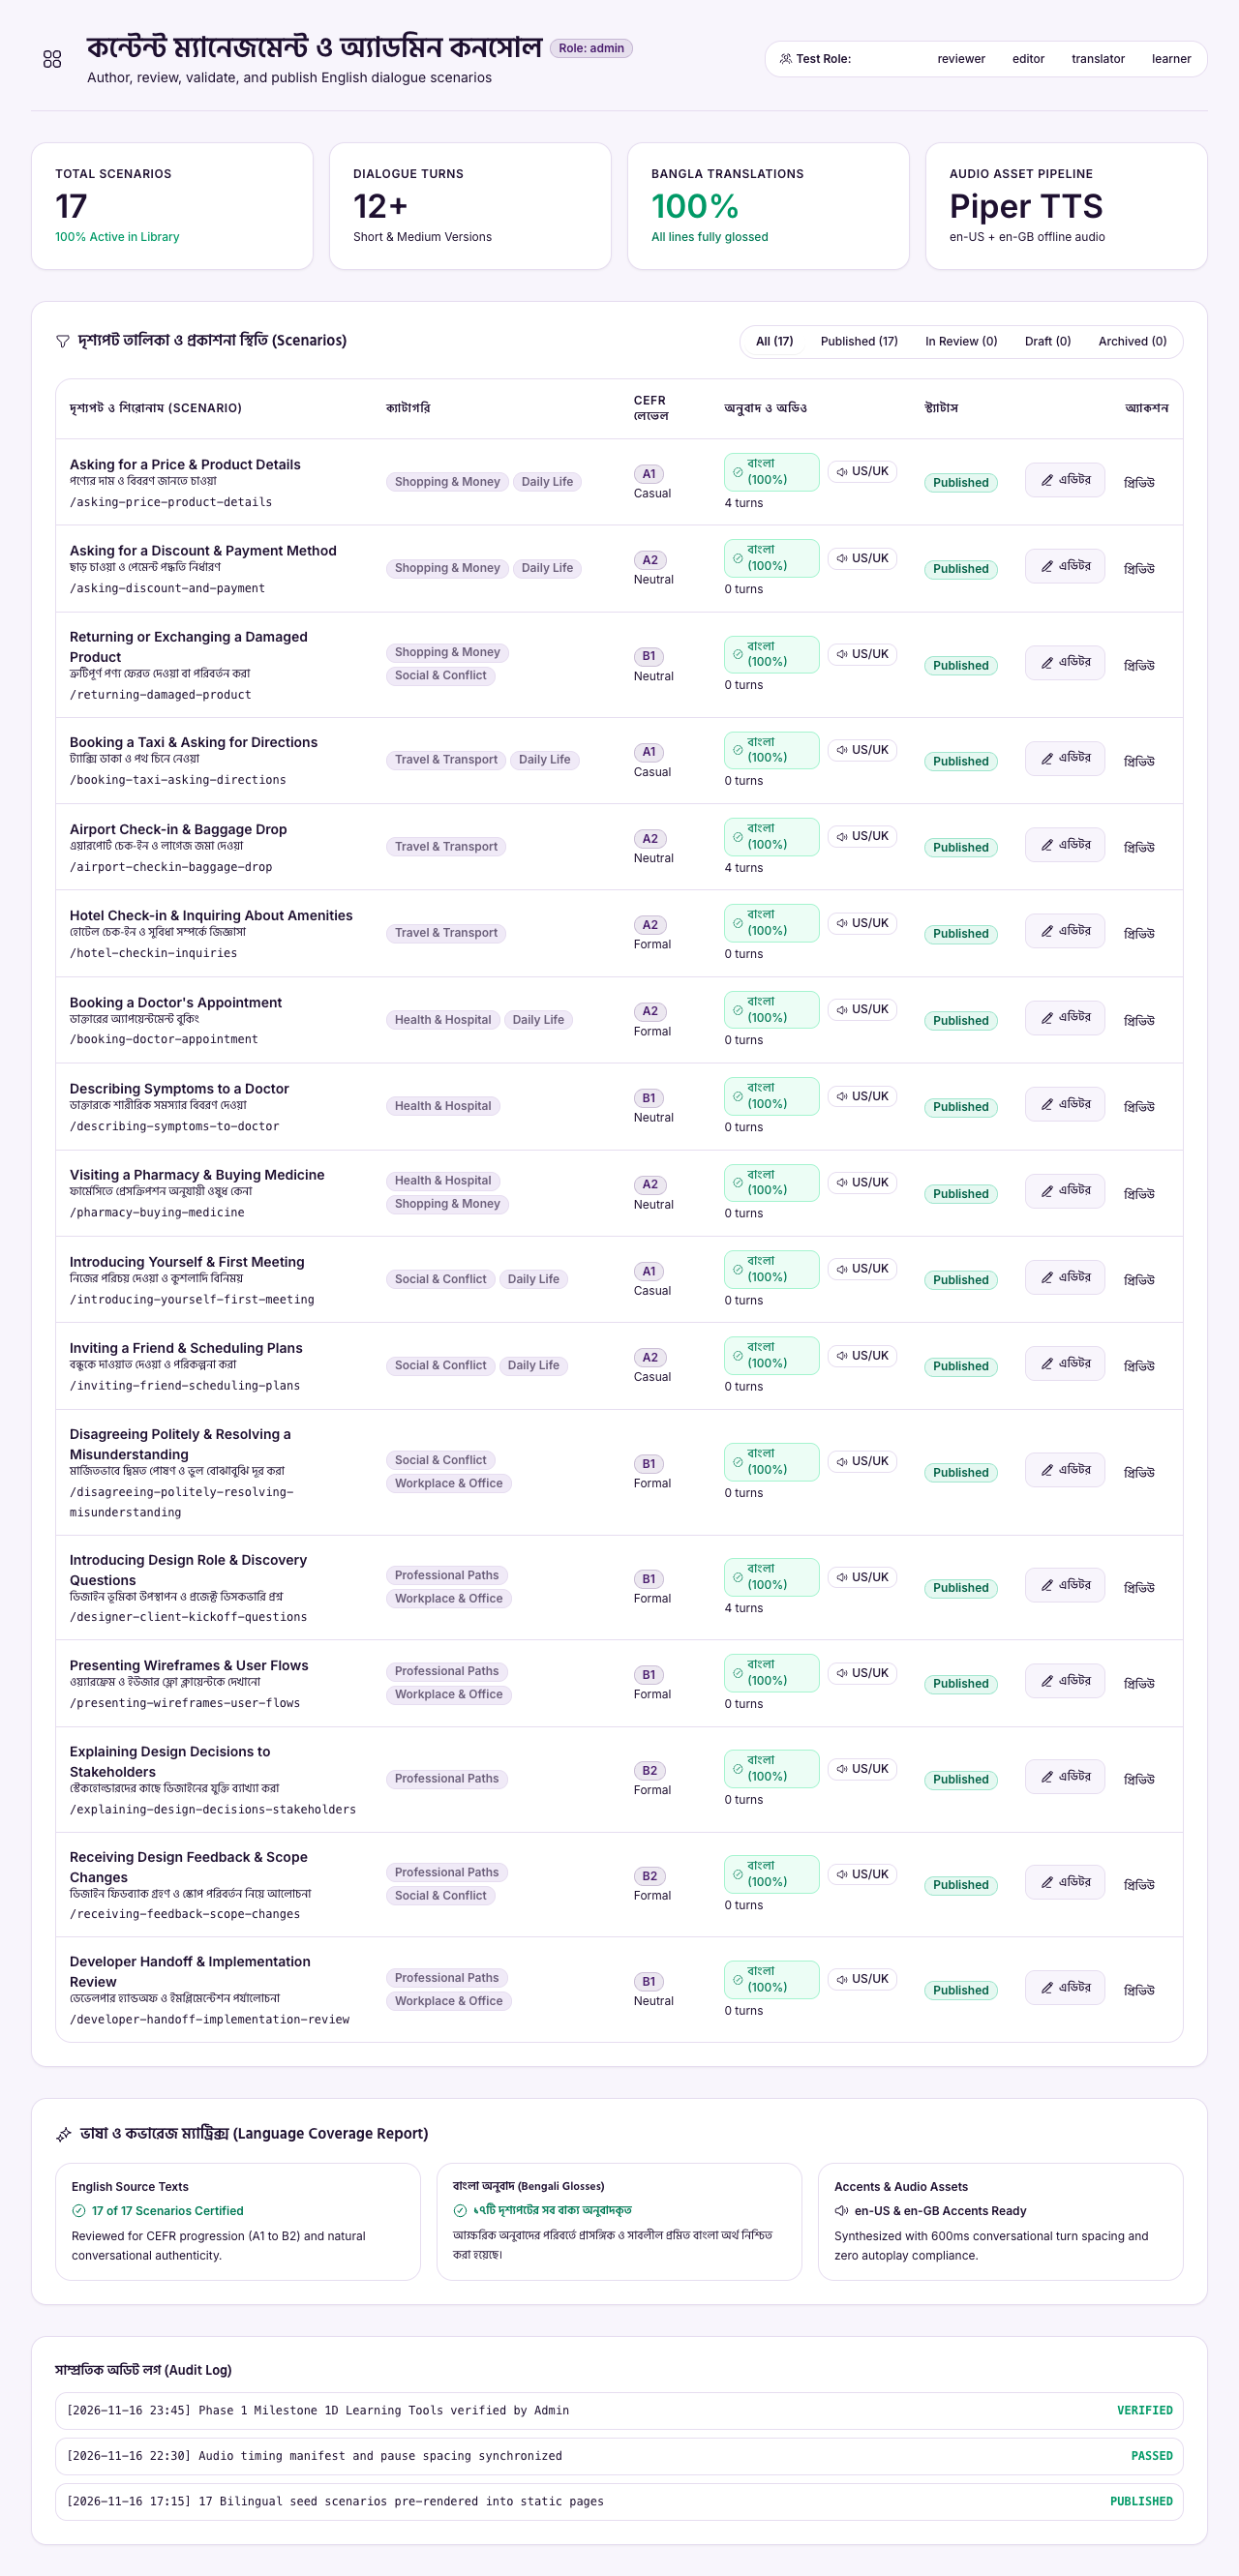 কন্টেন্ট ম্যানেজমেন্ট ও অ্যাডমিন কনসোল Role: admin
Author, review, validate, and publish English dialogue scenarios
Test Role: reviewer editor translator learner
TOTAL SCENARIOS
17
100% Active in Library
DIALOGUE TURNS
12+
Short & Medium Versions
BANGLA TRANSLATIONS
100%
All lines fully glossed
AUDIO ASSET PIPELINE
Piper TTS
en-US + en-GB offline audio
দৃশ্যপট তালিকা ও প্রকাশনা স্থিতি (Scenarios)
All (17) Published (17) In Review (0) Draft (0) Archived (0)
দৃশ্যপট ও শিরোনাম (SCENARIO) ক্যাটাগরি CEFR লেভেল অনুবাদ ও অডিও স্ট্যাটাস অ্যাকশন
Asking for a Price & Product Details
পণ্যের দাম ও বিবরণ জানতে চাওয়া
/asking-price-product-details
Shopping & Money Daily Life
A1
Casual
বাংলা (100%) US/UK
4 turns
Published এডিটর প্রিভিউ
Asking for a Discount & Payment Method
ছাড় চাওয়া ও পেমেন্ট পদ্ধতি নির্ধারণ
/asking-discount-and-payment
Shopping & Money Daily Life
A2
Neutral
বাংলা (100%) US/UK
0 turns
Published এডিটর প্রিভিউ
Returning or Exchanging a Damaged
Product
ত্রুটিপূর্ণ পণ্য ফেরত দেওয়া বা পরিবর্তন করা
/returning-damaged-product
Shopping & Money
Social & Conflict
B1
Neutral
বাংলা (100%) US/UK
0 turns
Published এডিটর প্রিভিউ
Booking a Taxi & Asking for Directions
ট্যাক্সি ডাকা ও পথ চিনে নেওয়া
/booking-taxi-asking-directions
Travel & Transport Daily Life
A1
Casual
বাংলা (100%) US/UK
0 turns
Published এডিটর প্রিভিউ
Airport Check-in & Baggage Drop
এয়ারপোর্ট চেক-ইন ও লাগেজ জমা দেওয়া
/airport-checkin-baggage-drop
Travel & Transport
A2
Neutral
বাংলা (100%) US/UK
4 turns
Published এডিটর প্রিভিউ
Hotel Check-in & Inquiring About Amenities
হোটেল চেক-ইন ও সুবিধা সম্পর্কে জিজ্ঞাসা
/hotel-checkin-inquiries
Travel & Transport
A2
Formal
বাংলা (100%) US/UK
0 turns
Published এডিটর প্রিভিউ
Booking a Doctor's Appointment
ডাক্তারের অ্যাপয়েন্টমেন্ট বুকিং
/booking-doctor-appointment
Health & Hospital Daily Life
A2
Formal
বাংলা (100%) US/UK
0 turns
Published এডিটর প্রিভিউ
Describing Symptoms to a Doctor
ডাক্তারকে শারীরিক সমস্যার বিবরণ দেওয়া
/describing-symptoms-to-doctor
Health & Hospital
B1
Neutral
বাংলা (100%) US/UK
0 turns
Published এডিটর প্রিভিউ
Visiting a Pharmacy & Buying Medicine
ফার্মেসিতে প্রেসক্রিপশন অনুযায়ী ওষুধ কেনা
/pharmacy-buying-medicine
Health & Hospital
Shopping & Money
A2
Neutral
বাংলা (100%) US/UK
0 turns
Published এডিটর প্রিভিউ
Introducing Yourself & First Meeting
নিজের পরিচয় দেওয়া ও কুশলাদি বিনিময়
/introducing-yourself-first-meeting
Social & Conflict Daily Life
A1
Casual
বাংলা (100%) US/UK
0 turns
Published এডিটর প্রিভিউ
Inviting a Friend & Scheduling Plans
বন্ধুকে দাওয়াত দেওয়া ও পরিকল্পনা করা
/inviting-friend-scheduling-plans
Social & Conflict Daily Life
A2
Casual
বাংলা (100%) US/UK
0 turns
Published এডিটর প্রিভিউ
Disagreeing Politely & Resolving a
Misunderstanding
মার্জিতভাবে দ্বিমত পোষণ ও ভুল বোঝাবুঝি দূর করা
/disagreeing-politely-resolving-
misunderstanding
Social & Conflict
Workplace & Office
B1
Formal
বাংলা (100%) US/UK
0 turns
Published এডিটর প্রিভিউ
Introducing Design Role & Discovery
Questions
ডিজাইন ভূমিকা উপস্থাপন ও প্রজেক্ট ডিসকভারি প্রশ্ন
/designer-client-kickoff-questions
Professional Paths
Workplace & Office
B1
Formal
বাংলা (100%) US/UK
4 turns
Published এডিটর প্রিভিউ
Presenting Wireframes & User Flows
ওয়্যারফ্রেম ও ইউজার ফ্লো ক্লায়েন্টকে দেখানো
/presenting-wireframes-user-flows
Professional Paths
Workplace & Office
B1
Formal
বাংলা (100%) US/UK
0 turns
Published এডিটর প্রিভিউ
Explaining Design Decisions to
Stakeholders
স্টেকহোল্ডারদের কাছে ডিজাইনের যুক্তি ব্যাখ্যা করা
/explaining-design-decisions-stakeholders
Professional Paths
B2
Formal
বাংলা (100%) US/UK
0 turns
Published এডিটর প্রিভিউ
Receiving Design Feedback & Scope
Changes
ডিজাইন ফিডব্যাক গ্রহণ ও স্কোপ পরিবর্তন নিয়ে আলোচনা
/receiving-feedback-scope-changes
Professional Paths
Social & Conflict
B2
Formal
বাংলা (100%) US/UK
0 turns
Published এডিটর প্রিভিউ
Developer Handoff & Implementation
Review
ডেভেলপার হ্যান্ডঅফ ও ইমপ্লিমেন্টেশন পর্যালোচনা
/developer-handoff-implementation-review
Professional Paths
Workplace & Office
B1
Neutral
বাংলা (100%) US/UK
0 turns
Published এডিটর প্রিভিউ
ভাষা ও কভারেজ ম্যাট্রিক্স (Language Coverage Report)
English Source Texts
17 of 17 Scenarios Certified
Reviewed for CEFR progression (A1 to B2) and natural
conversational authenticity.
বাংলা অনুবাদ (Bengali Glosses)
১৭টি দৃশ্যপটের সব বাক্য অনুবাদকৃত
আক্ষরিক অনুবাদের পরিবর্তে প্রাসঙ্গিক ও সাবলীল প্রমিত বাংলা অর্থ নিশ্চিত
করা হয়েছে।
Accents & Audio Assets
en-US & en-GB Accents Ready
Synthesized with 600ms conversational turn spacing and
zero autoplay compliance.
সাম্প্রতিক অডিট লগ (Audit Log)
[2026-11-16 23:45] Phase 1 Milestone 1D Learning Tools verified by Admin VERIFIED
[2026-11-16 22:30] Audio timing manifest and pause spacing synchronized PASSED
[2026-11-16 17:15] 17 Bilingual seed scenarios pre-rendered into static pages PUBLISHED